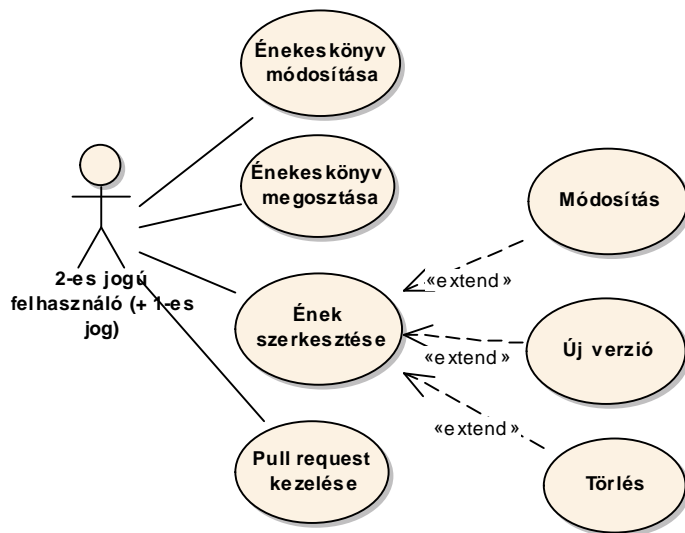 Énekeskönyv
módosítása
Énekeskönyv
megosztása
2-es jogú
felhasználó (+ 1-es
jog)
Ének
szerkesztése
Pull request
kezelése
Módosítás
«extend»
Új verzió
«extend»
«extend»
Törlés